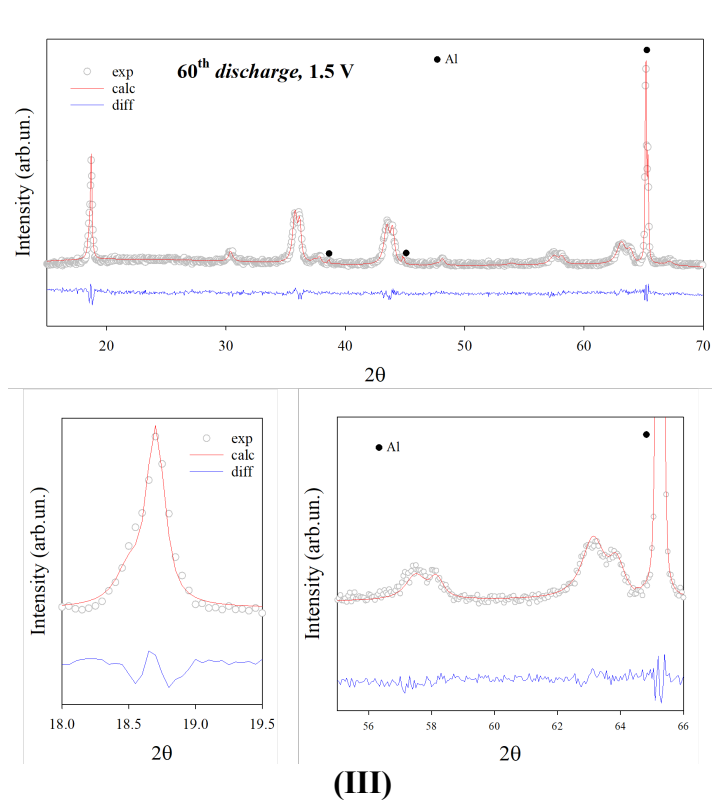 60th discharge, 1.5 V
Al
exp
calc
diff
Intensity (arb.un.)
20 30 40 50 60 70
2θ
exp
calc
diff
Intensity (arb.un.)
18.0 18.5 19.0 19.5
2θ
Al
Intensity (arb.un.)
56 58 60 62 64 66
2θ
(III)